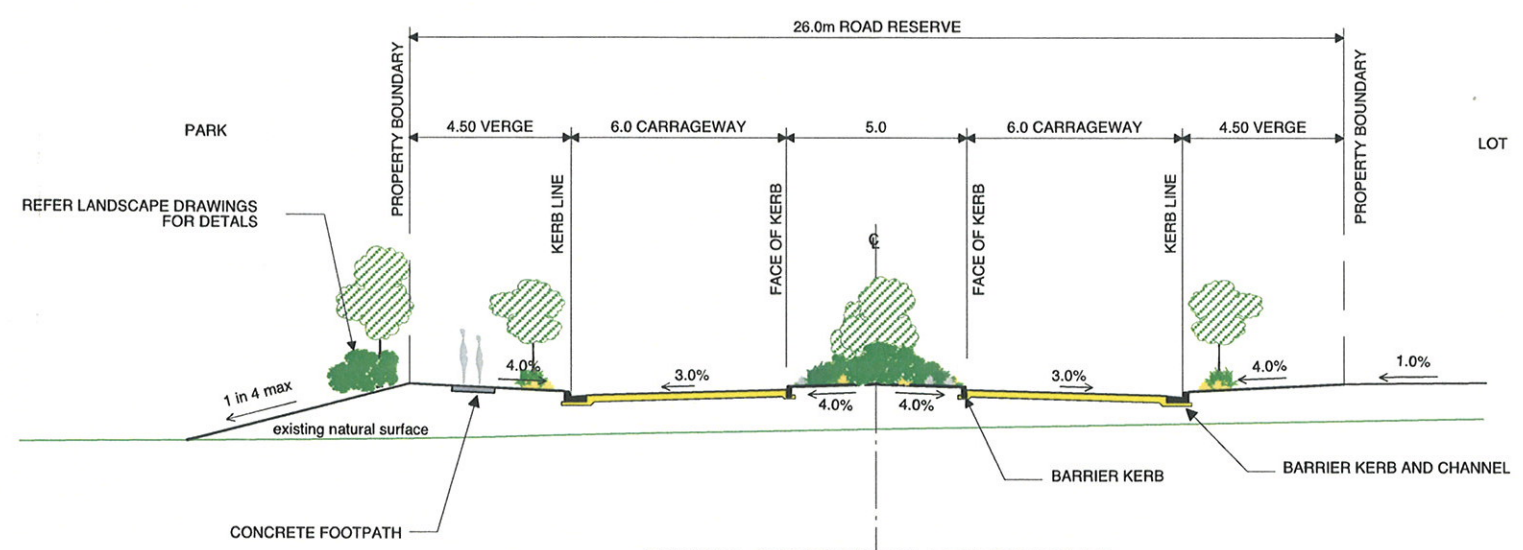 26.0m ROAD RESERVE
PARK
PROPERTY BOUNDARY
4.50 VERGE
6.0 CARRAGEWAY
5.0
6.0 CARRAGEWAY
4.50 VERGE
PROPERTY BOUNDARY
LOT
REFER LANDSCAPE DRAWINGS
FOR DETALS
KERB LINE
FACE OF KERB
℄
FACE OF KERB
KERB LINE
1 in 4 max
4.0%
3.0%
4.0%
4.0%
3.0%
4.0%
1.0%
existing natural surface
CONCRETE FOOTPATH
BARRIER KERB
BARRIER KERB AND CHANNEL